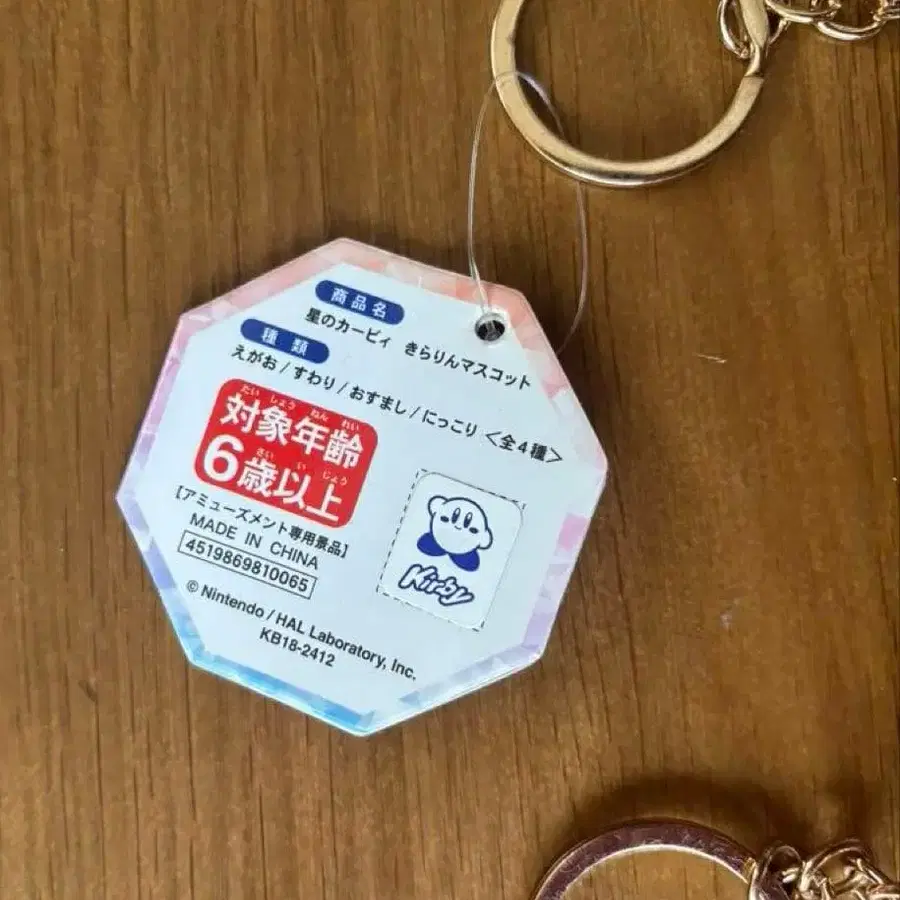 商品名
星のカービィ きらりんマスコット
種類
えがお/すわり/おすまし/にっこり<全4種>
たいしょうねんれい
対象年齢
さいいじょう
6歳以上
【アミューズメント専用景品】
MADE IN CHINA
4519869810065
© Nintendo / HAL Laboratory, Inc.
KB18-2412
Kirby